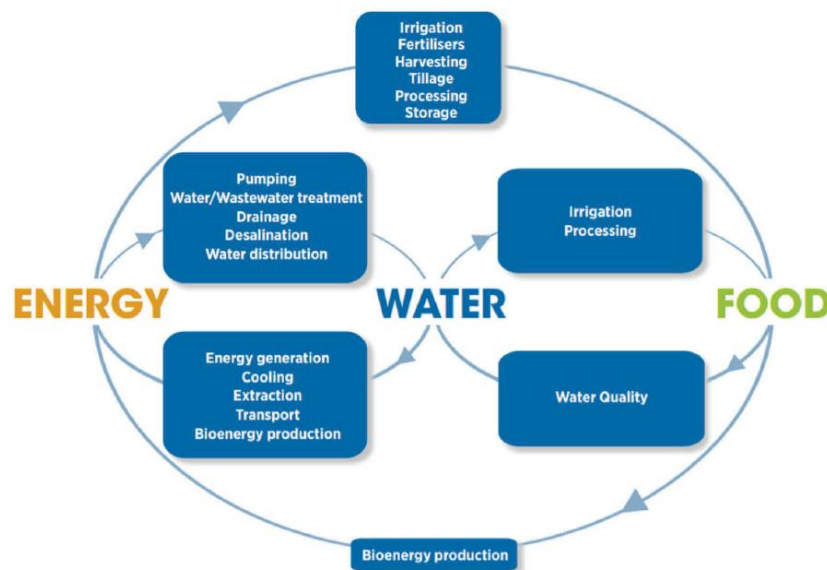 Irrigation
Fertilisers
Harvesting
Tillage
Processing
Storage
Pumping
Water/Wastewater treatment
Drainage
Desalination
Water distribution
Irrigation
Processing
ENERGY
WATER
FOOD
Energy generation
Cooling
Extraction
Transport
Bioenergy production
Water Quality
Bioenergy production